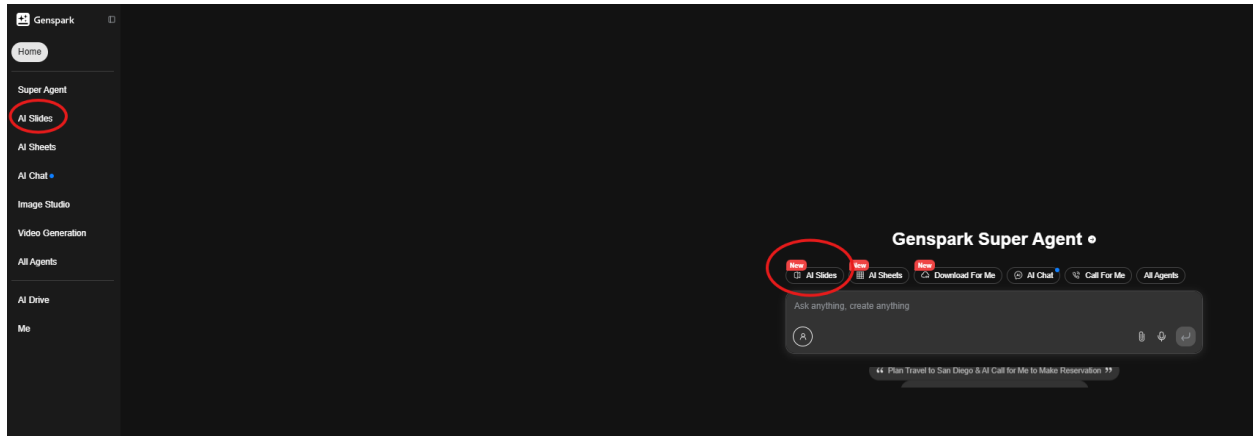 Genspark
Home
Super Agent
AI Slides
AI Sheets
AI Chat
Image Studio
Video Generation
All Agents
AI Drive
Me
Genspark Super Agent
New New New
AI Slides AI Sheets Download For Me AI Chat Call For Me All Agents
Ask anything, create anything
“ Plan Travel to San Diego & AI Call for Me to Make Reservation ”